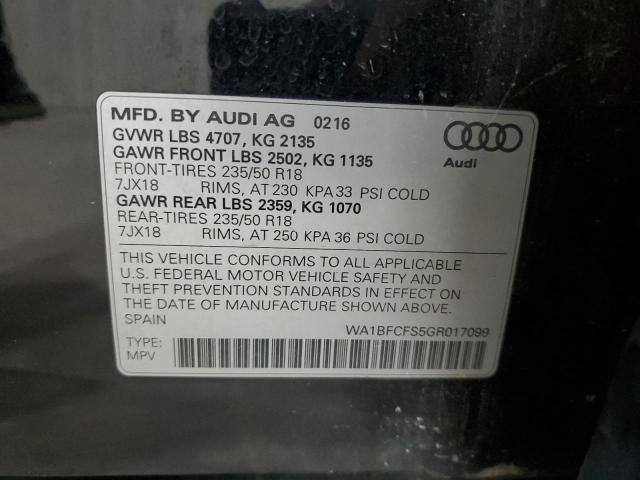 MFD. BY AUDI AG 0216
GVWR LBS 4707, KG 2135
GAWR FRONT LBS 2502, KG 1135
FRONT-TIRES 235/50 R18
7JX18 RIMS, AT 230 KPA 33 PSI COLD
GAWR REAR LBS 2359, KG 1070
REAR-TIRES 235/50 R18
7JX18 RIMS, AT 250 KPA 36 PSI COLD
Audi
THIS VEHICLE CONFORMS TO ALL APPLICABLE
U.S. FEDERAL MOTOR VEHICLE SAFETY AND
THEFT PREVENTION STANDARDS IN EFFECT ON
THE DATE OF MANUFACTURE SHOWN ABOVE.
SPAIN
WA1BFCFS5GR017099
TYPE:
MPV